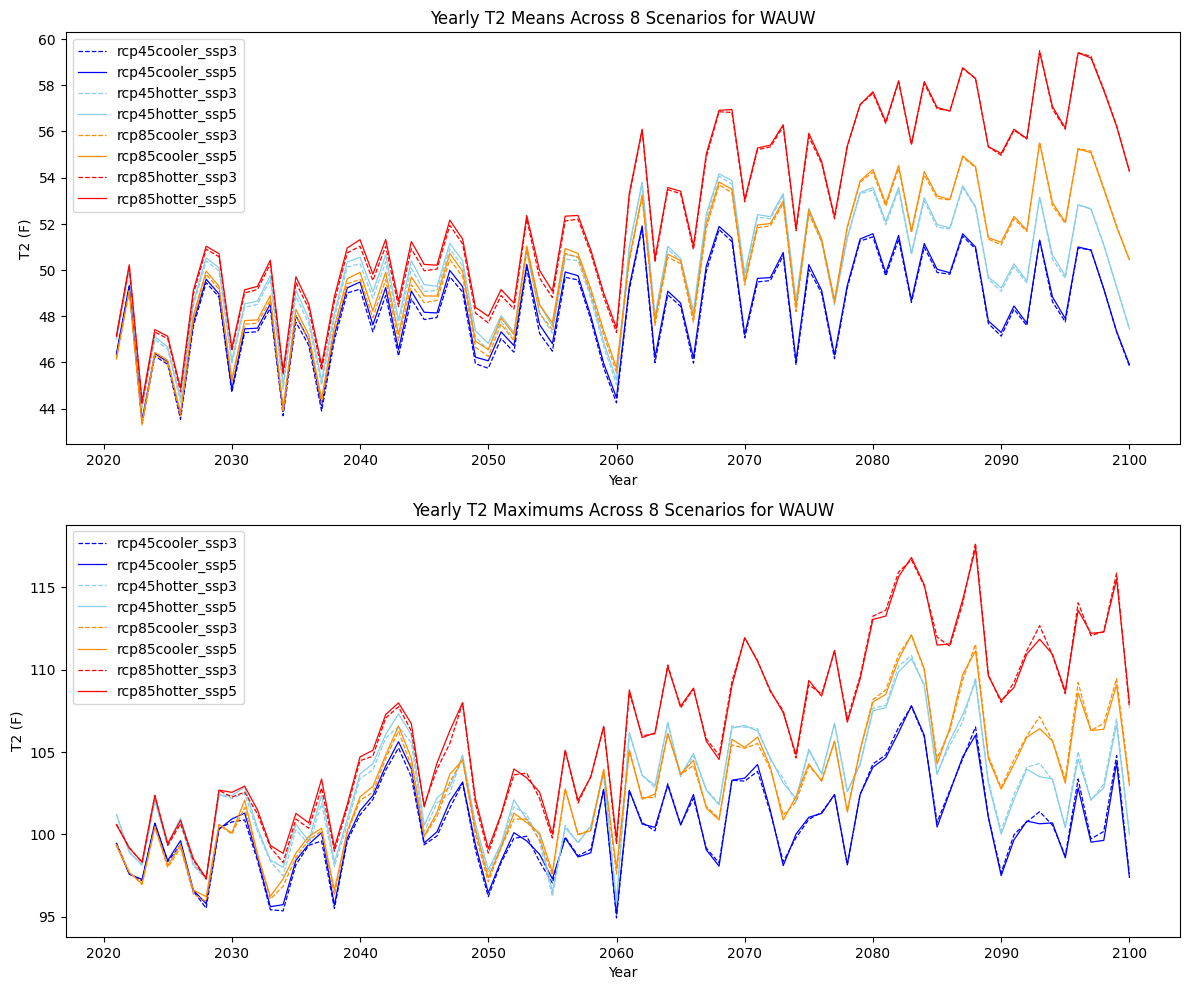 Yearly T2 Means Across 8 Scenarios for WAUW
60
58
56
54
52
50
48
46
44
T2 (F)
rcp45cooler_ssp3
rcp45cooler_ssp5
rcp45hotter_ssp3
rcp45hotter_ssp5
rcp85cooler_ssp3
rcp85cooler_ssp5
rcp85hotter_ssp3
rcp85hotter_ssp5
2020 2030 2040 2050 2060 2070 2080 2090 2100
Year
Yearly T2 Maximums Across 8 Scenarios for WAUW
115
110
105
100
95
T2 (F)
rcp45cooler_ssp3
rcp45cooler_ssp5
rcp45hotter_ssp3
rcp45hotter_ssp5
rcp85cooler_ssp3
rcp85cooler_ssp5
rcp85hotter_ssp3
rcp85hotter_ssp5
2020 2030 2040 2050 2060 2070 2080 2090 2100
Year